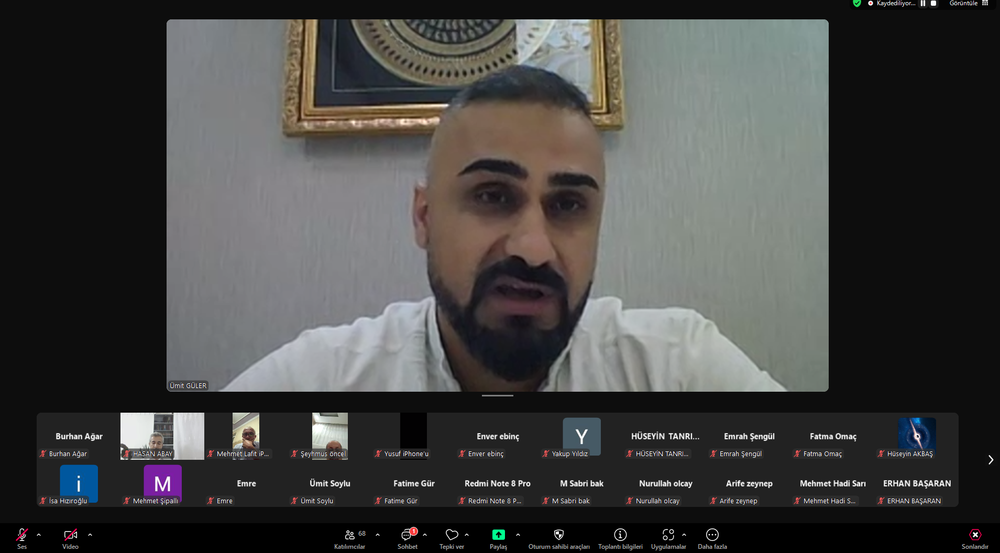 Kaydediliyor...
Görüntüle
Ümit GÜLER
Burhan Ağar
Enver ebinç
Y
HÜSEYİN TANRI...
Emrah Şengül
Fatma Omaç
Burhan Ağar
HASAN ABAY
Mehmet Lafit iP...
Şeyhmus öncel
Yusuf iPhone'u
Enver ebinç
Yakup Yıldız
HÜSEYİN TANRI...
Emrah Şengül
Fatma Omaç
Hüseyin AKBAŞ
i
M
Emre
Ümit Soylu
Fatime Gür
Redmi Note 8 Pro
M Sabri bak
Nurullah olcay
Arife zeynep
Mehmet Hadi Sarı
ERHAN BAŞARAN
İsa Hızıroğlu
Mehmet Şipallı
Emre
Ümit Soylu
Fatime Gür
Redmi Note 8 P...
M Sabri bak
Nurullah olcay
Arife zeynep
Mehmet Hadi S...
ERHAN BAŞARAN
68
1
Ses
Video
Katılımcılar
Sohbet
Tepki ver
Paylaş
Oturum sahibi araçları
Toplantı bilgileri
Uygulamalar
Daha fazla
Sonlandır